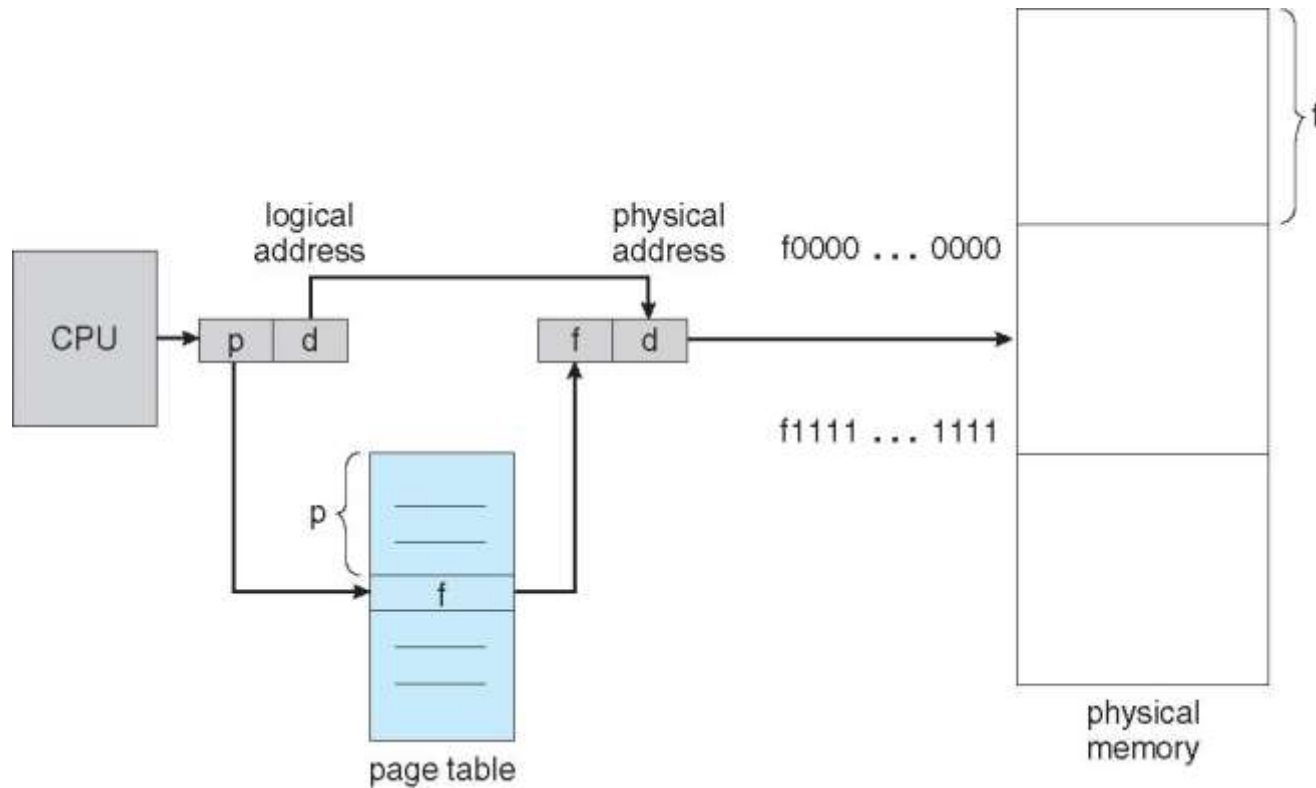 f
logical
address
physical
address
f0000 ... 0000
CPU
p
d
f
d
f1111 ... 1111
p
f
page table
physical
memory